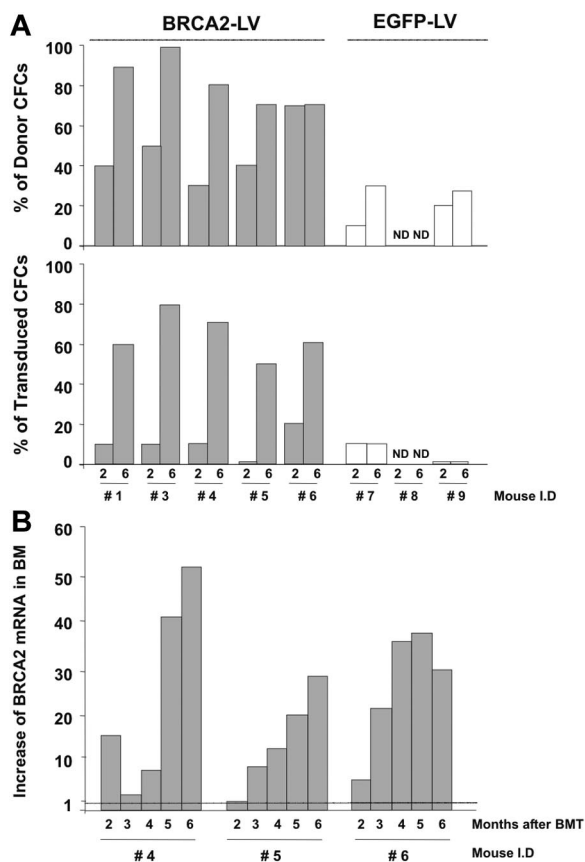 A
BRCA2-LV EGFP-LV
% of Donor CFCs
100
80
60
40
20
0
ND ND
% of Transduced CFCs
100
80
60
40
20
0
ND ND
2 6 2 6 2 6 2 6 2 6 2 6 2 6 2 6
# 1 # 3 # 4 # 5 # 6 # 7 # 8 # 9 Mouse I.D
B
Increase of BRCA2 mRNA in BM
60
50
40
30
20
10
1
2 3 4 5 6 2 3 4 5 6 2 3 4 5 6 Months after BMT
# 4 # 5 # 6 Mouse I.D